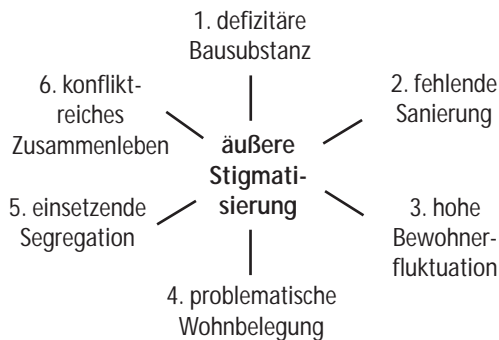 1. defizitäre
Bausubstanz
2. fehlende
Sanierung
3. hohe
Bewohner-
fluktuation
4. problematische
Wohnbelegung
5. einsetzende
Segregation
6. konflikt-
reiches
Zusammenleben
äußere
Stigmati-
sierung